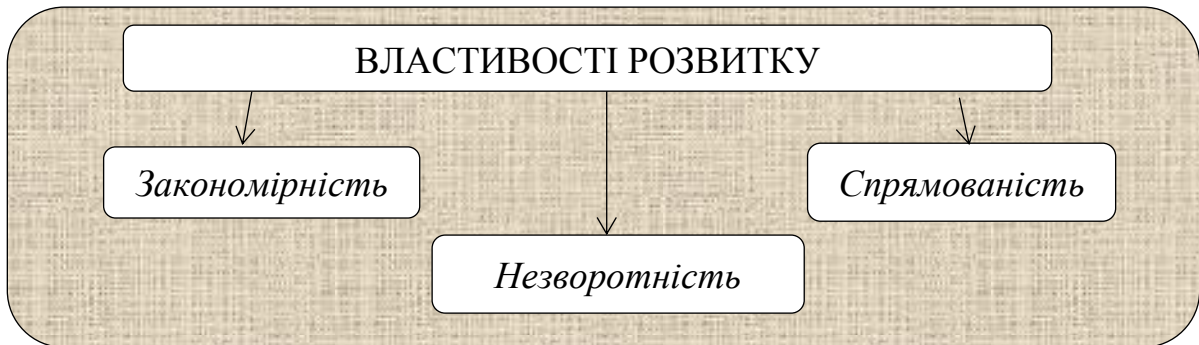 ВЛАСТИВОСТІ РОЗВИТКУ
Закономірність
Спрямованість
Незворотність